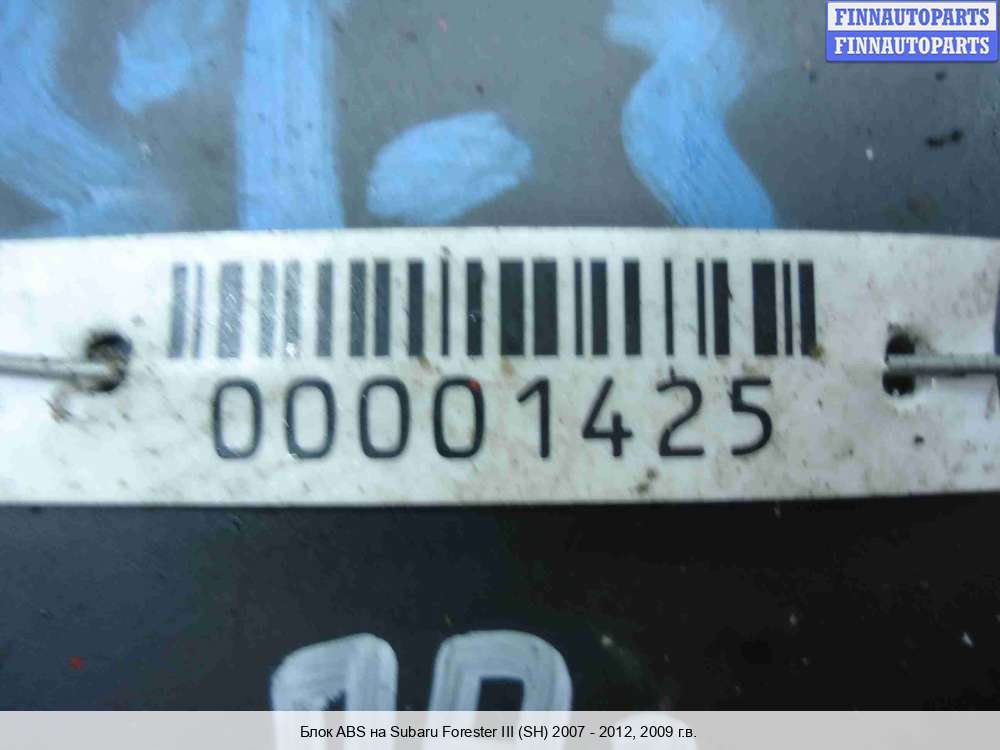 FINNAUTOPARTS
FINNAUTOPARTS
00001425
Блок ABS на Subaru Forester III (SH) 2007 - 2012, 2009 г.в.